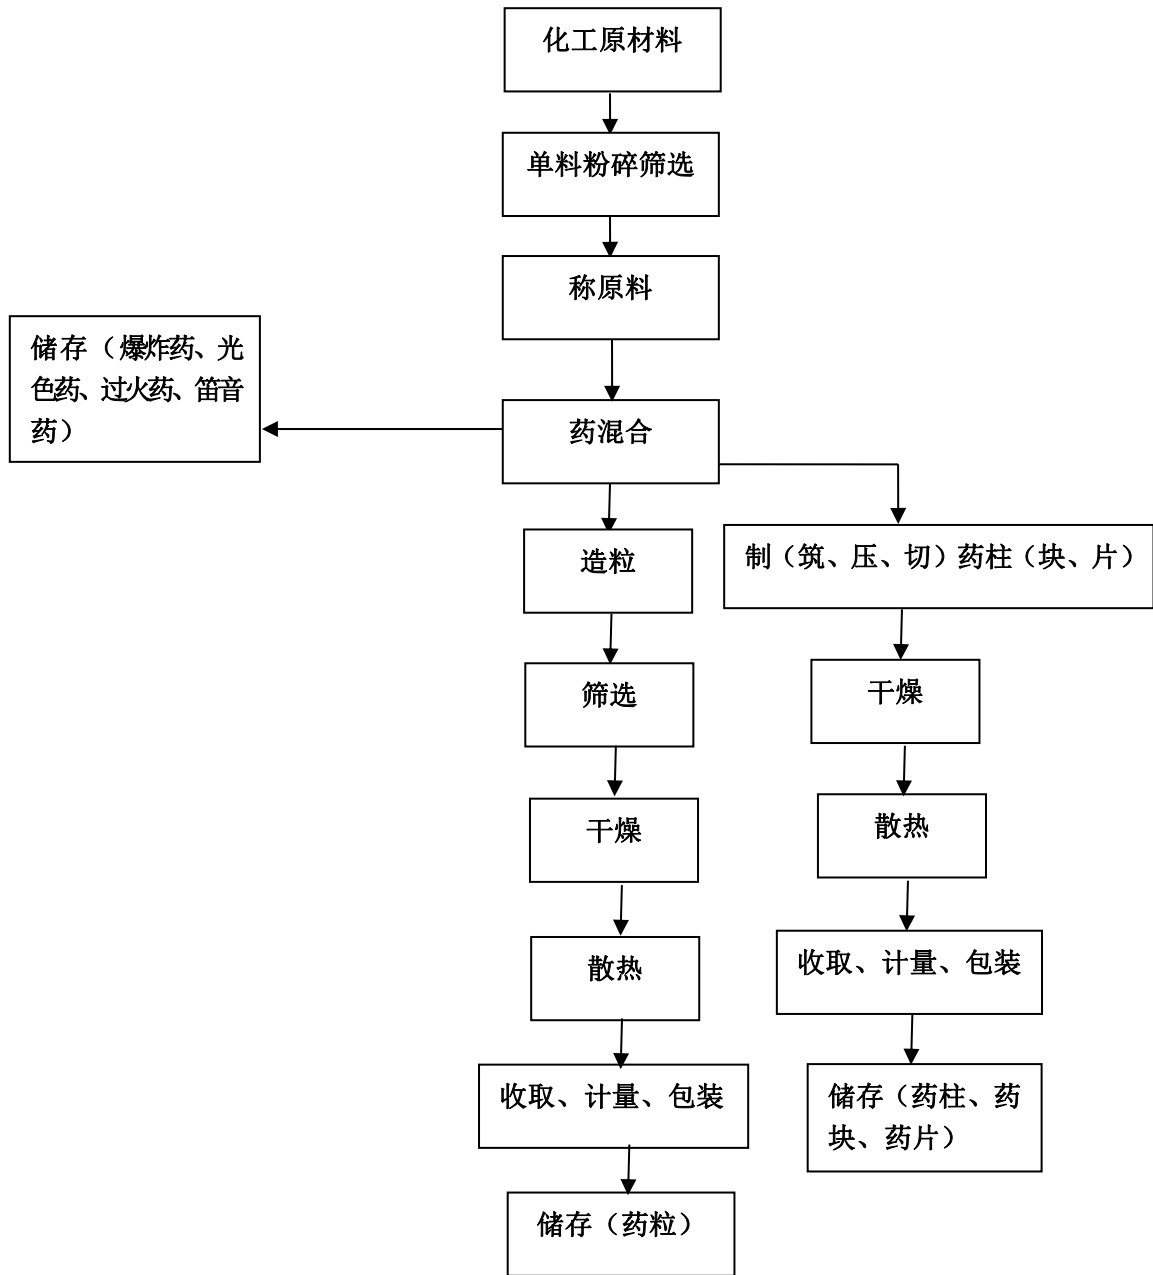 化工原材料
单料粉碎筛选
称原料
储存（爆炸药、光
色药、过火药、笛音
药）
药混合
造粒
制（筑、压、切）药柱（块、片）
筛选
干燥
干燥
散热
散热
收取、计量、包装
收取、计量、包装
储存（药柱、药
块、药片）
储存（药粒）